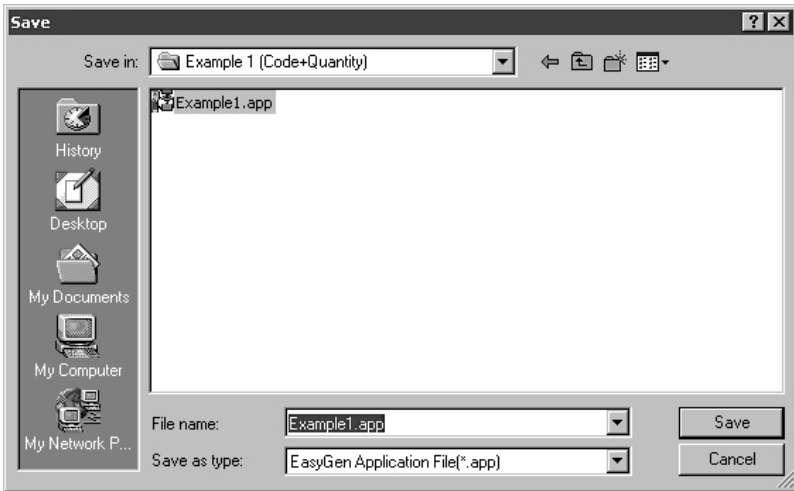 Save
Save in: Example 1 (Code+Quantity)
Example1.app
History
Desktop
My Documents
My Computer
My Network P...
File name: Example1.app Save
Save as type: EasyGen Application File(*.app) Cancel